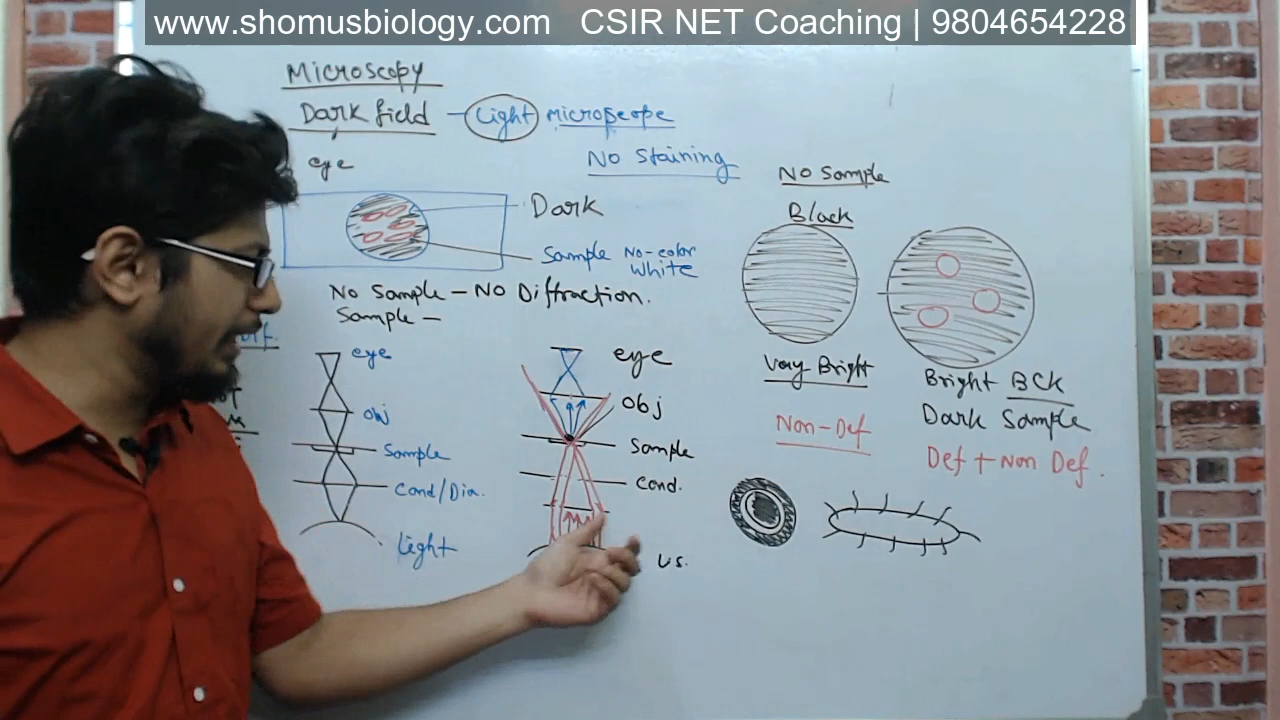 www.shomusbiology.com CSIR NET Coaching | 9804654228
Microscopy
Dark field - Light microscope
eye
No Staining
Dark
Sample No-color
White
No Sample - No Diffraction.
Sample -
eye
obj
Sample
Cond/Dia.
Light
eye
Obj
Sample
Cond.
No Sample
Black
Very Bright
Non-Def
Bright BCK
Dark Sample
Def + Non Def.